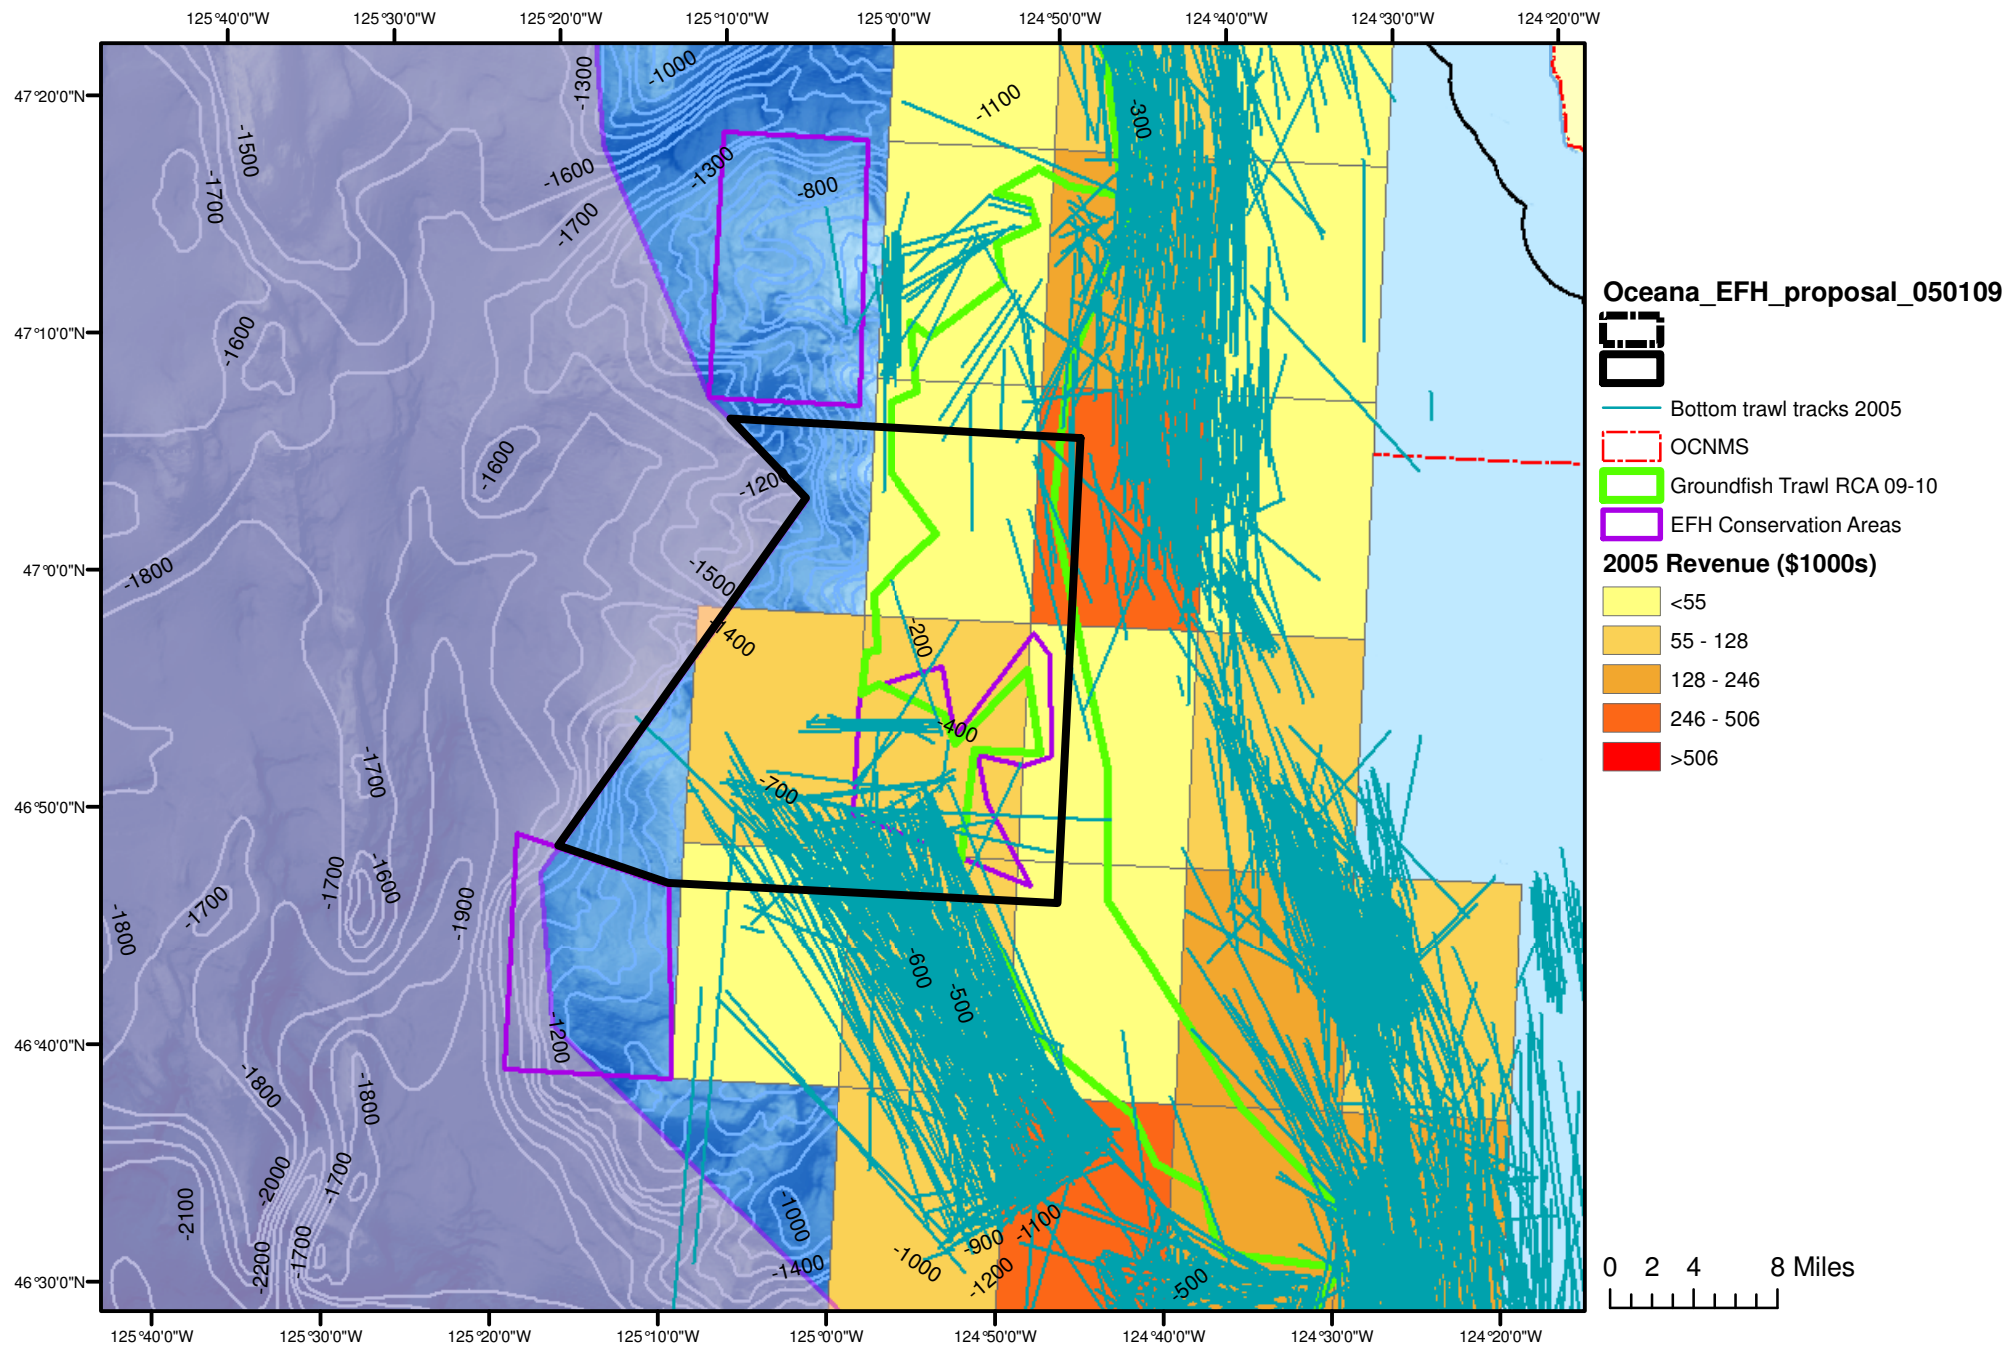 125°40'0"W 125°30'0"W 125°20'0"W 125°10'0"W 125°0'0"W 124°50'0"W 124°40'0"W 124°30'0"W 124°20'0"W
47°20'0"N
47°10'0"N
47°0'0"N
46°50'0"N
46°40'0"N
46°30'0"N
-1300
-1000
-1100
-300
-1500
-1700
-1600
-1300
-800
-1700
-1600
-1600
-1200
-1800
-1500
-1400
-200
-400
-1700
-700
-1700
-1600
-1700
-1900
-1800
-600
-500
-1200
-1800
-1800
-2000
-1700
-2100
-2200
-1700
-1000
-1400
-1000
-900
-1100
-1200
-500
Oceana_EFH_proposal_050109
Bottom trawl tracks 2005
OCNMS
Groundfish Trawl RCA 09-10
EFH Conservation Areas
2005 Revenue ($1000s)
<55
55 - 128
128 - 246
246 - 506
>506
0 2 4 8 Miles
125°40'0"W 125°30'0"W 125°20'0"W 125°10'0"W 125°0'0"W 124°50'0"W 124°40'0"W 124°30'0"W 124°20'0"W